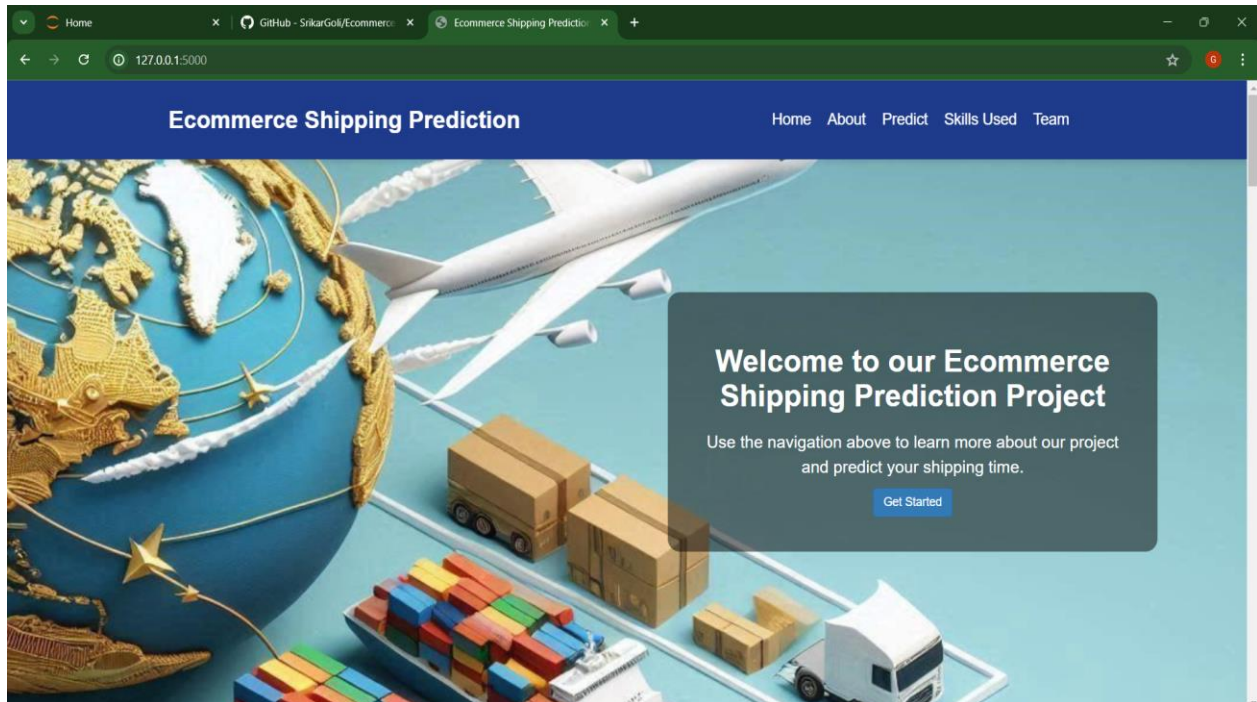 Home
GitHub - SrikarGoli/Ecommerce
Ecommerce Shipping Prediction
127.0.0.1:5000
G
Ecommerce Shipping Prediction
Home About Predict Skills Used Team
Welcome to our Ecommerce
Shipping Prediction Project
Use the navigation above to learn more about our project
and predict your shipping time.
Get Started